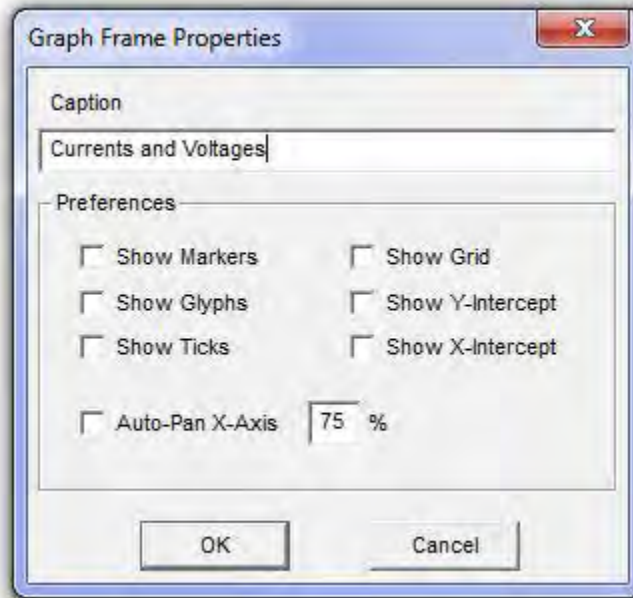 Graph Frame Properties
Caption
Currents and Voltages
Preferences
Show Markers
Show Grid
Show Glyphs
Show Y-Intercept
Show Ticks
Show X-Intercept
Auto-Pan X-Axis 75 %
OK
Cancel